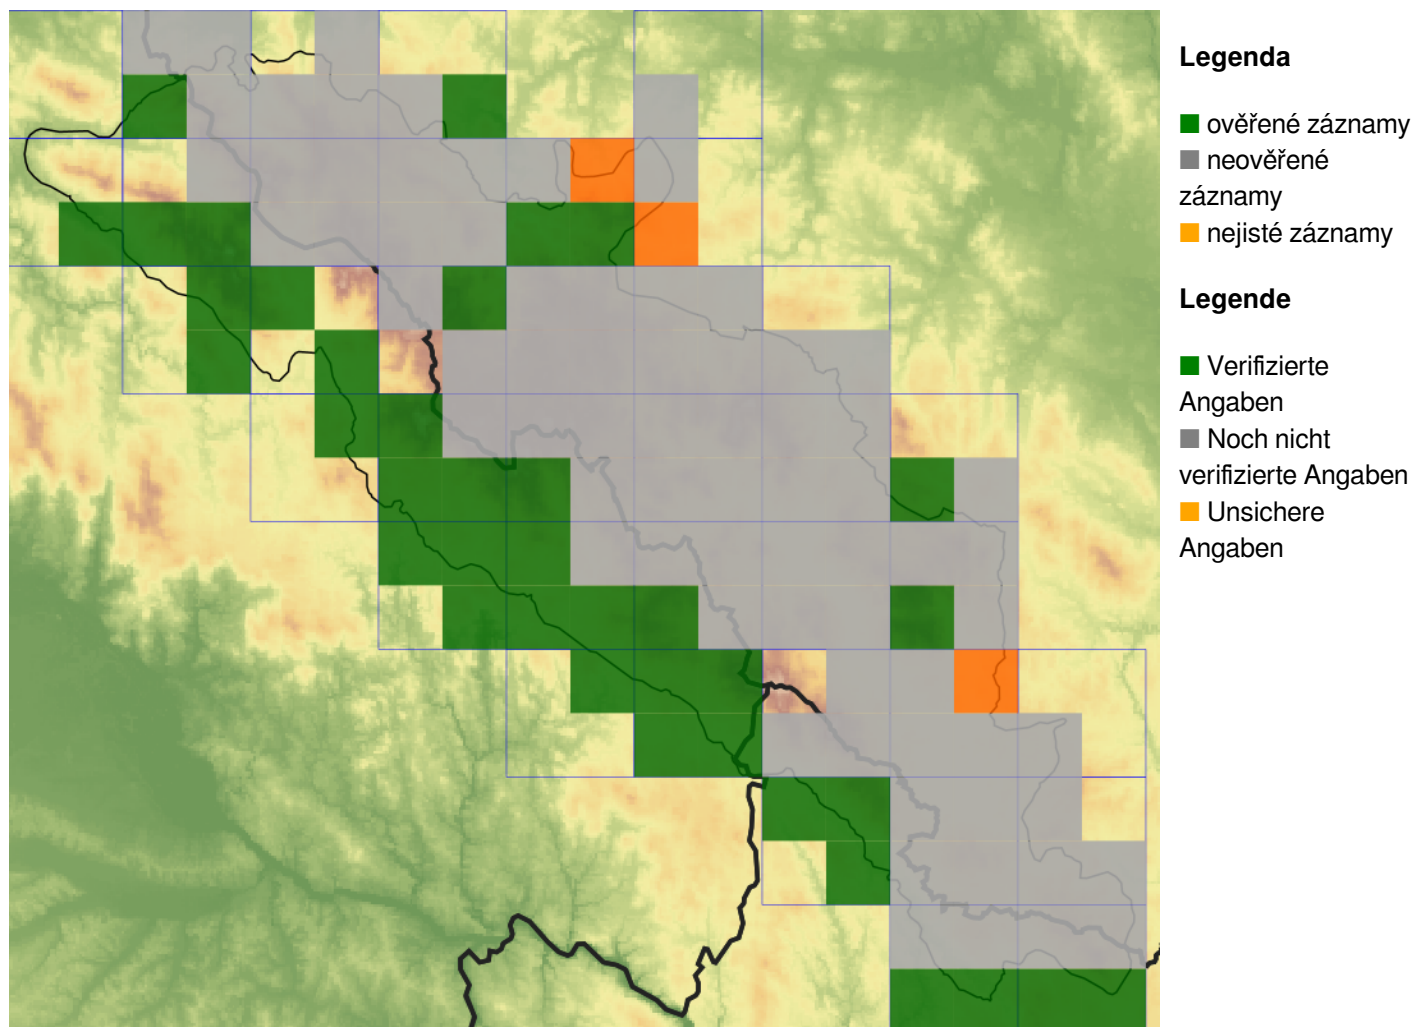 Legenda
ověřené záznamy
neověřené
záznamy
nejisté záznamy
Legende
Verifizierte
Angaben
Noch nicht
verifizierte Angaben
Unsichere
Angaben